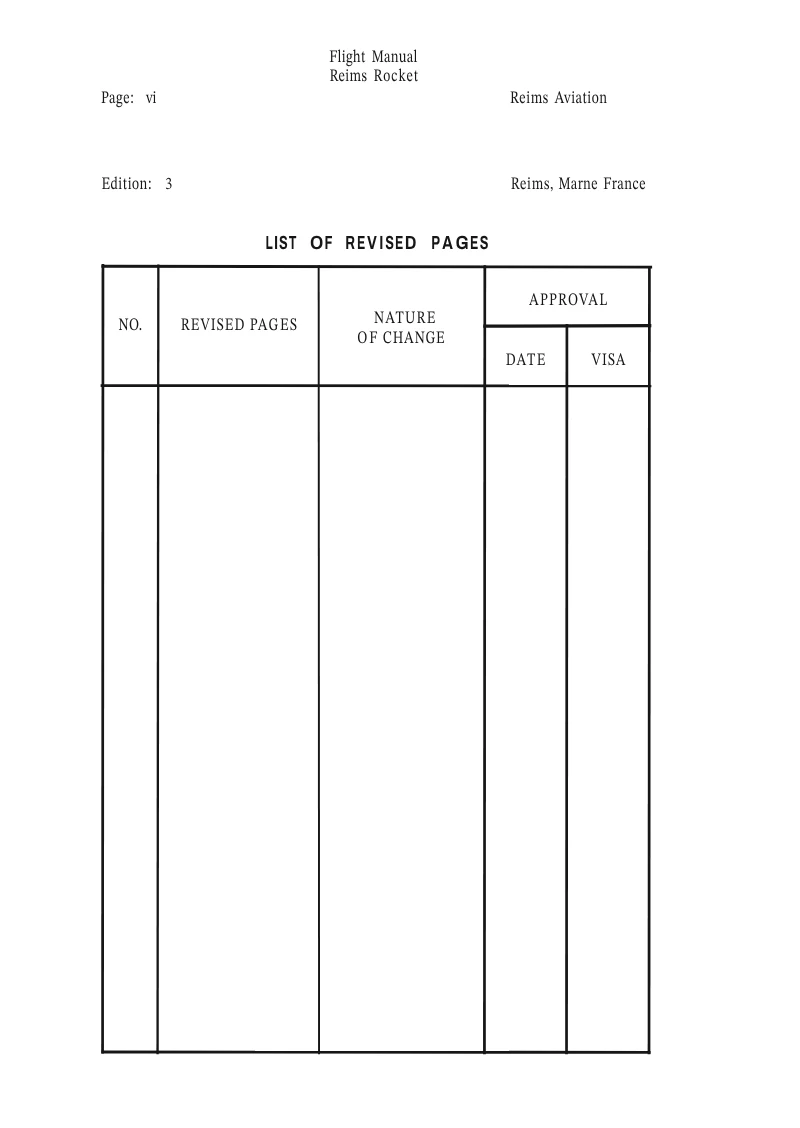 Flight Manual
Reims Rocket
Page: vi
Reims Aviation
Edition: 3
Reims, Marne France
LIST OF REVISED PAGES
NO.
REVISED PAGES
NATURE
OF CHANGE
APPROVAL
DATE
VISA